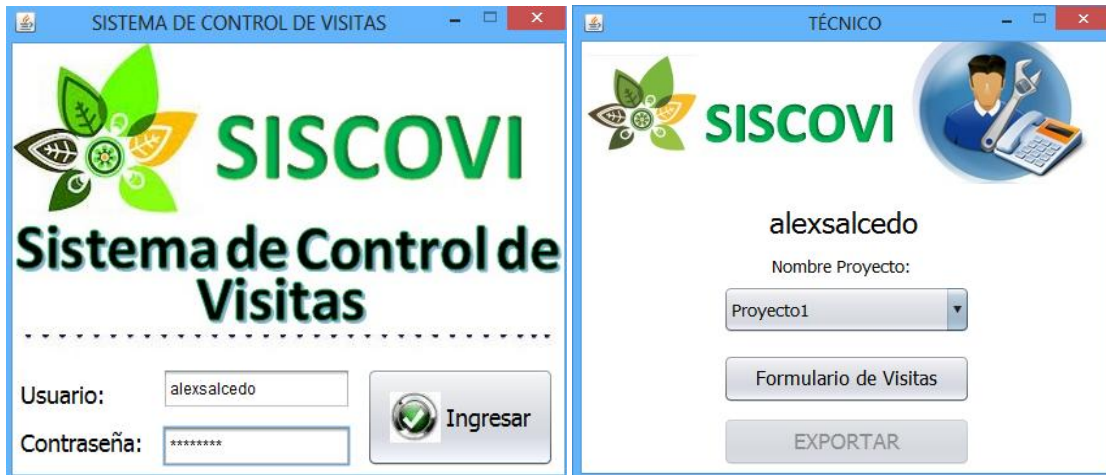 SISTEMA DE CONTROL DE VISITAS
SISCOVI
Sistema de Control de
Visitas
Usuario:
alexsalcedo
Contraseña:
********
Ingresar
TÉCNICO
SISCOVI
alexsalcedo
Nombre Proyecto:
Proyecto1
Formulario de Visitas
EXPORTAR